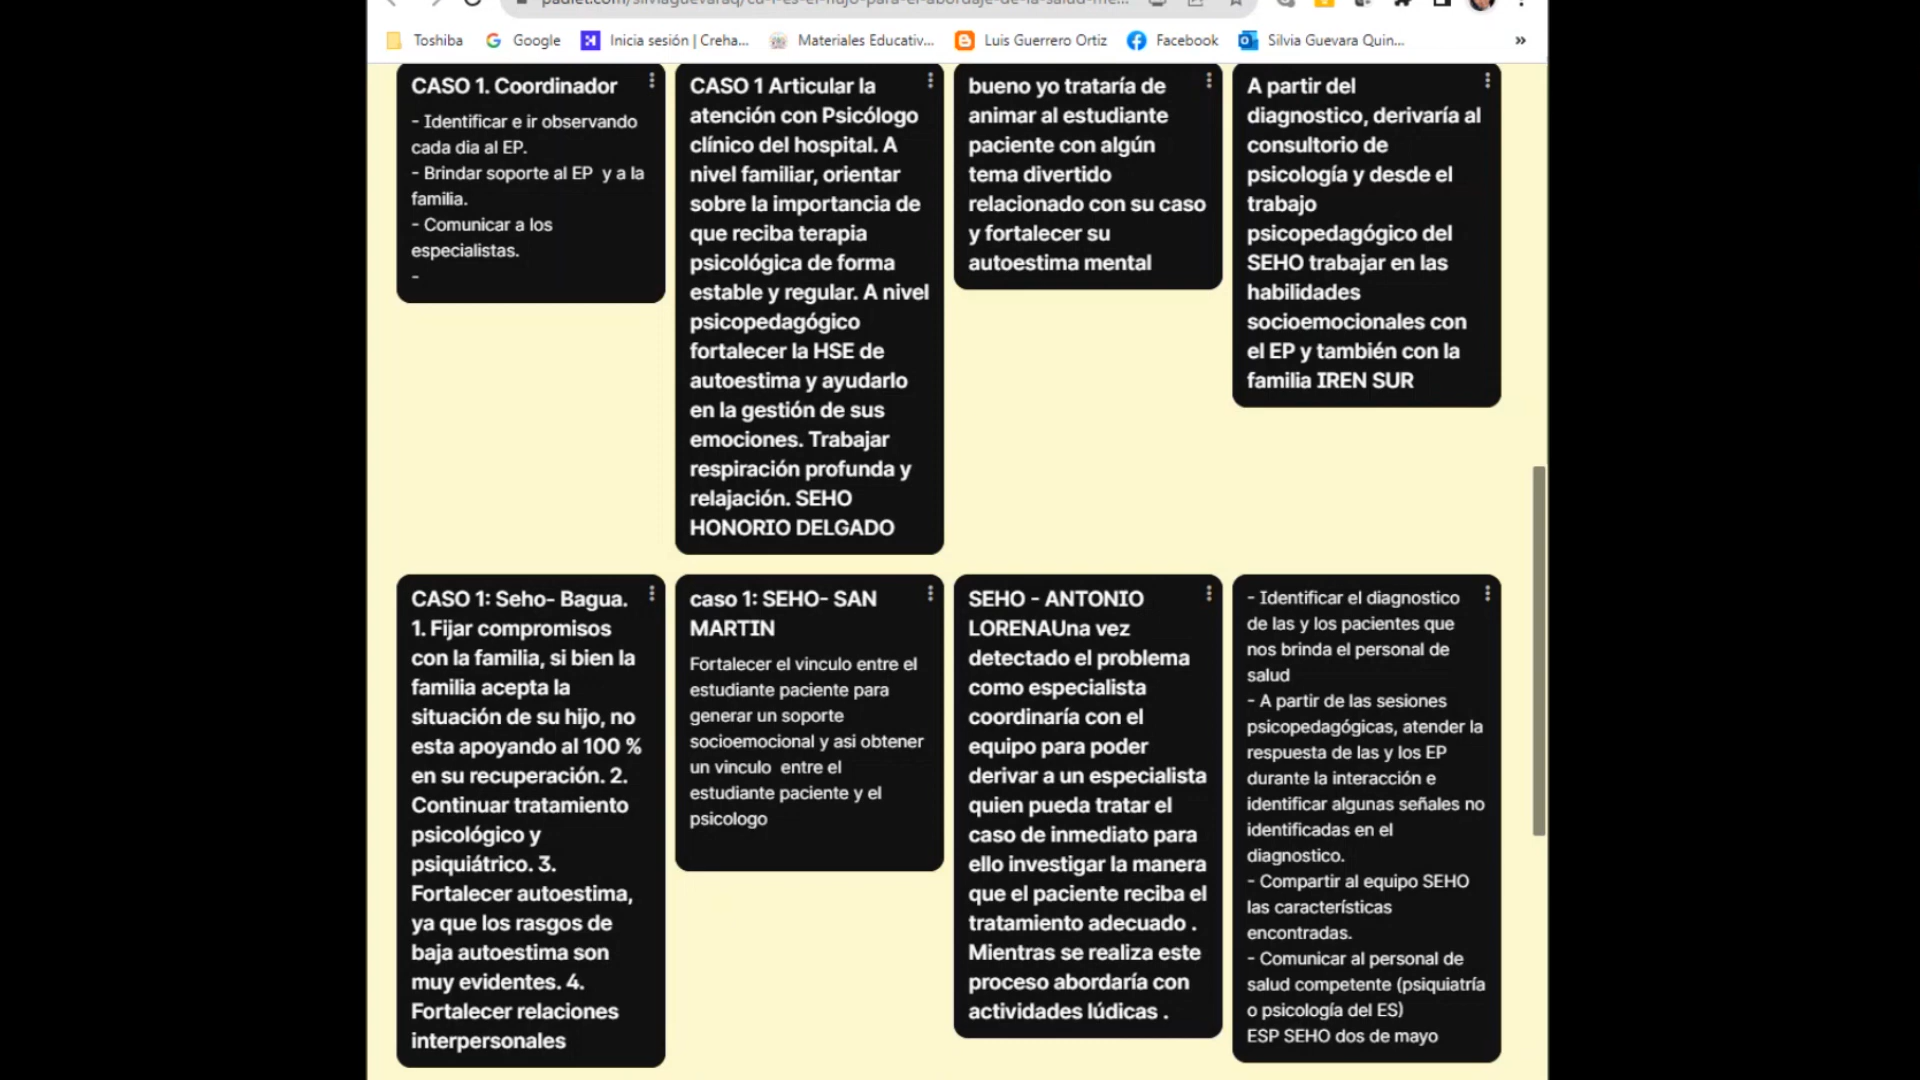 padlet.com/silviaguevaraq/cu-l-es-el-flujo-para-el-abordaje-de-la-salud-me...
Toshiba
Google
Inicia sesión | Creha...
Materiales Educativ...
Luis Guerrero Ortiz
Facebook
Silvia Guevara Quin...
»
CASO 1. Coordinador
- Identificar e ir observando
cada dia al EP.
- Brindar soporte al EP  y a la
familia.
- Comunicar a los
especialistas.
-
CASO 1 Articular la
atención con Psicólogo
clínico del hospital. A
nivel familiar, orientar
sobre la importancia de
que reciba terapia
psicológica de forma
estable y regular. A nivel
psicopedagógico
fortalecer la HSE de
autoestima y ayudarlo
en la gestión de sus
emociones. Trabajar
respiración profunda y
relajación. SEHO
HONORIO DELGADO
bueno yo trataría de
animar al estudiante
paciente con algún
tema divertido
relacionado con su caso
y fortalecer su
autoestima mental
A partir del
diagnostico, derivaría al
consultorio de
psicología y desde el
trabajo
psicopedagógico del
SEHO trabajar en las
habilidades
socioemocionales con
el EP y también con la
familia IREN SUR
CASO 1: Seho- Bagua.
1. Fijar compromisos
con la familia, si bien la
familia acepta la
situación de su hijo, no
esta apoyando al 100 %
en su recuperación. 2.
Continuar tratamiento
psicológico y
psiquiátrico. 3.
Fortalecer autoestima,
ya que los rasgos de
baja autoestima son
muy evidentes. 4.
Fortalecer relaciones
interpersonales
caso 1: SEHO- SAN
MARTIN
Fortalecer el vinculo entre el
estudiante paciente para
generar un soporte
socioemocional y asi obtener
un vinculo  entre el
estudiante paciente y el
psicologo
SEHO - ANTONIO
LORENAUna vez
detectado el problema
como especialista
coordinaría con el
equipo para poder
derivar a un especialista
quien pueda tratar el
caso de inmediato para
ello investigar la manera
que el paciente reciba el
tratamiento adecuado .
Mientras se realiza este
proceso abordaría con
actividades lúdicas .
- Identificar el diagnostico
de las y los pacientes que
nos brinda el personal de
salud
- A partir de las sesiones
psicopedagógicas, atender la
respuesta de las y los EP
durante la interacción e
identificar algunas señales no
identificadas en el
diagnostico.
- Compartir al equipo SEHO
las características
encontradas.
- Comunicar al personal de
salud competente (psiquiatría
o psicología del ES)
ESP SEHO dos de mayo